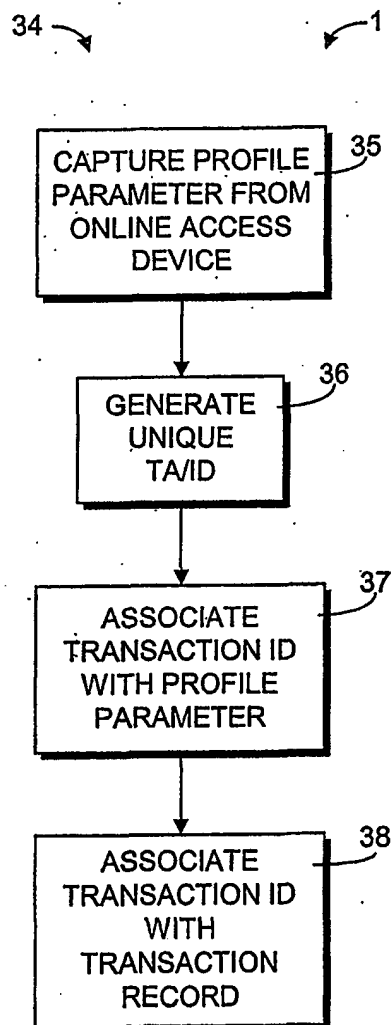 34
1
35
CAPTURE PROFILE
PARAMETER FROM
ONLINE ACCESS
DEVICE
36
GENERATE
UNIQUE
TA/ID
37
ASSOCIATE
TRANSACTION ID
WITH PROFILE
PARAMETER
38
ASSOCIATE
TRANSACTION ID
WITH
TRANSACTION
RECORD